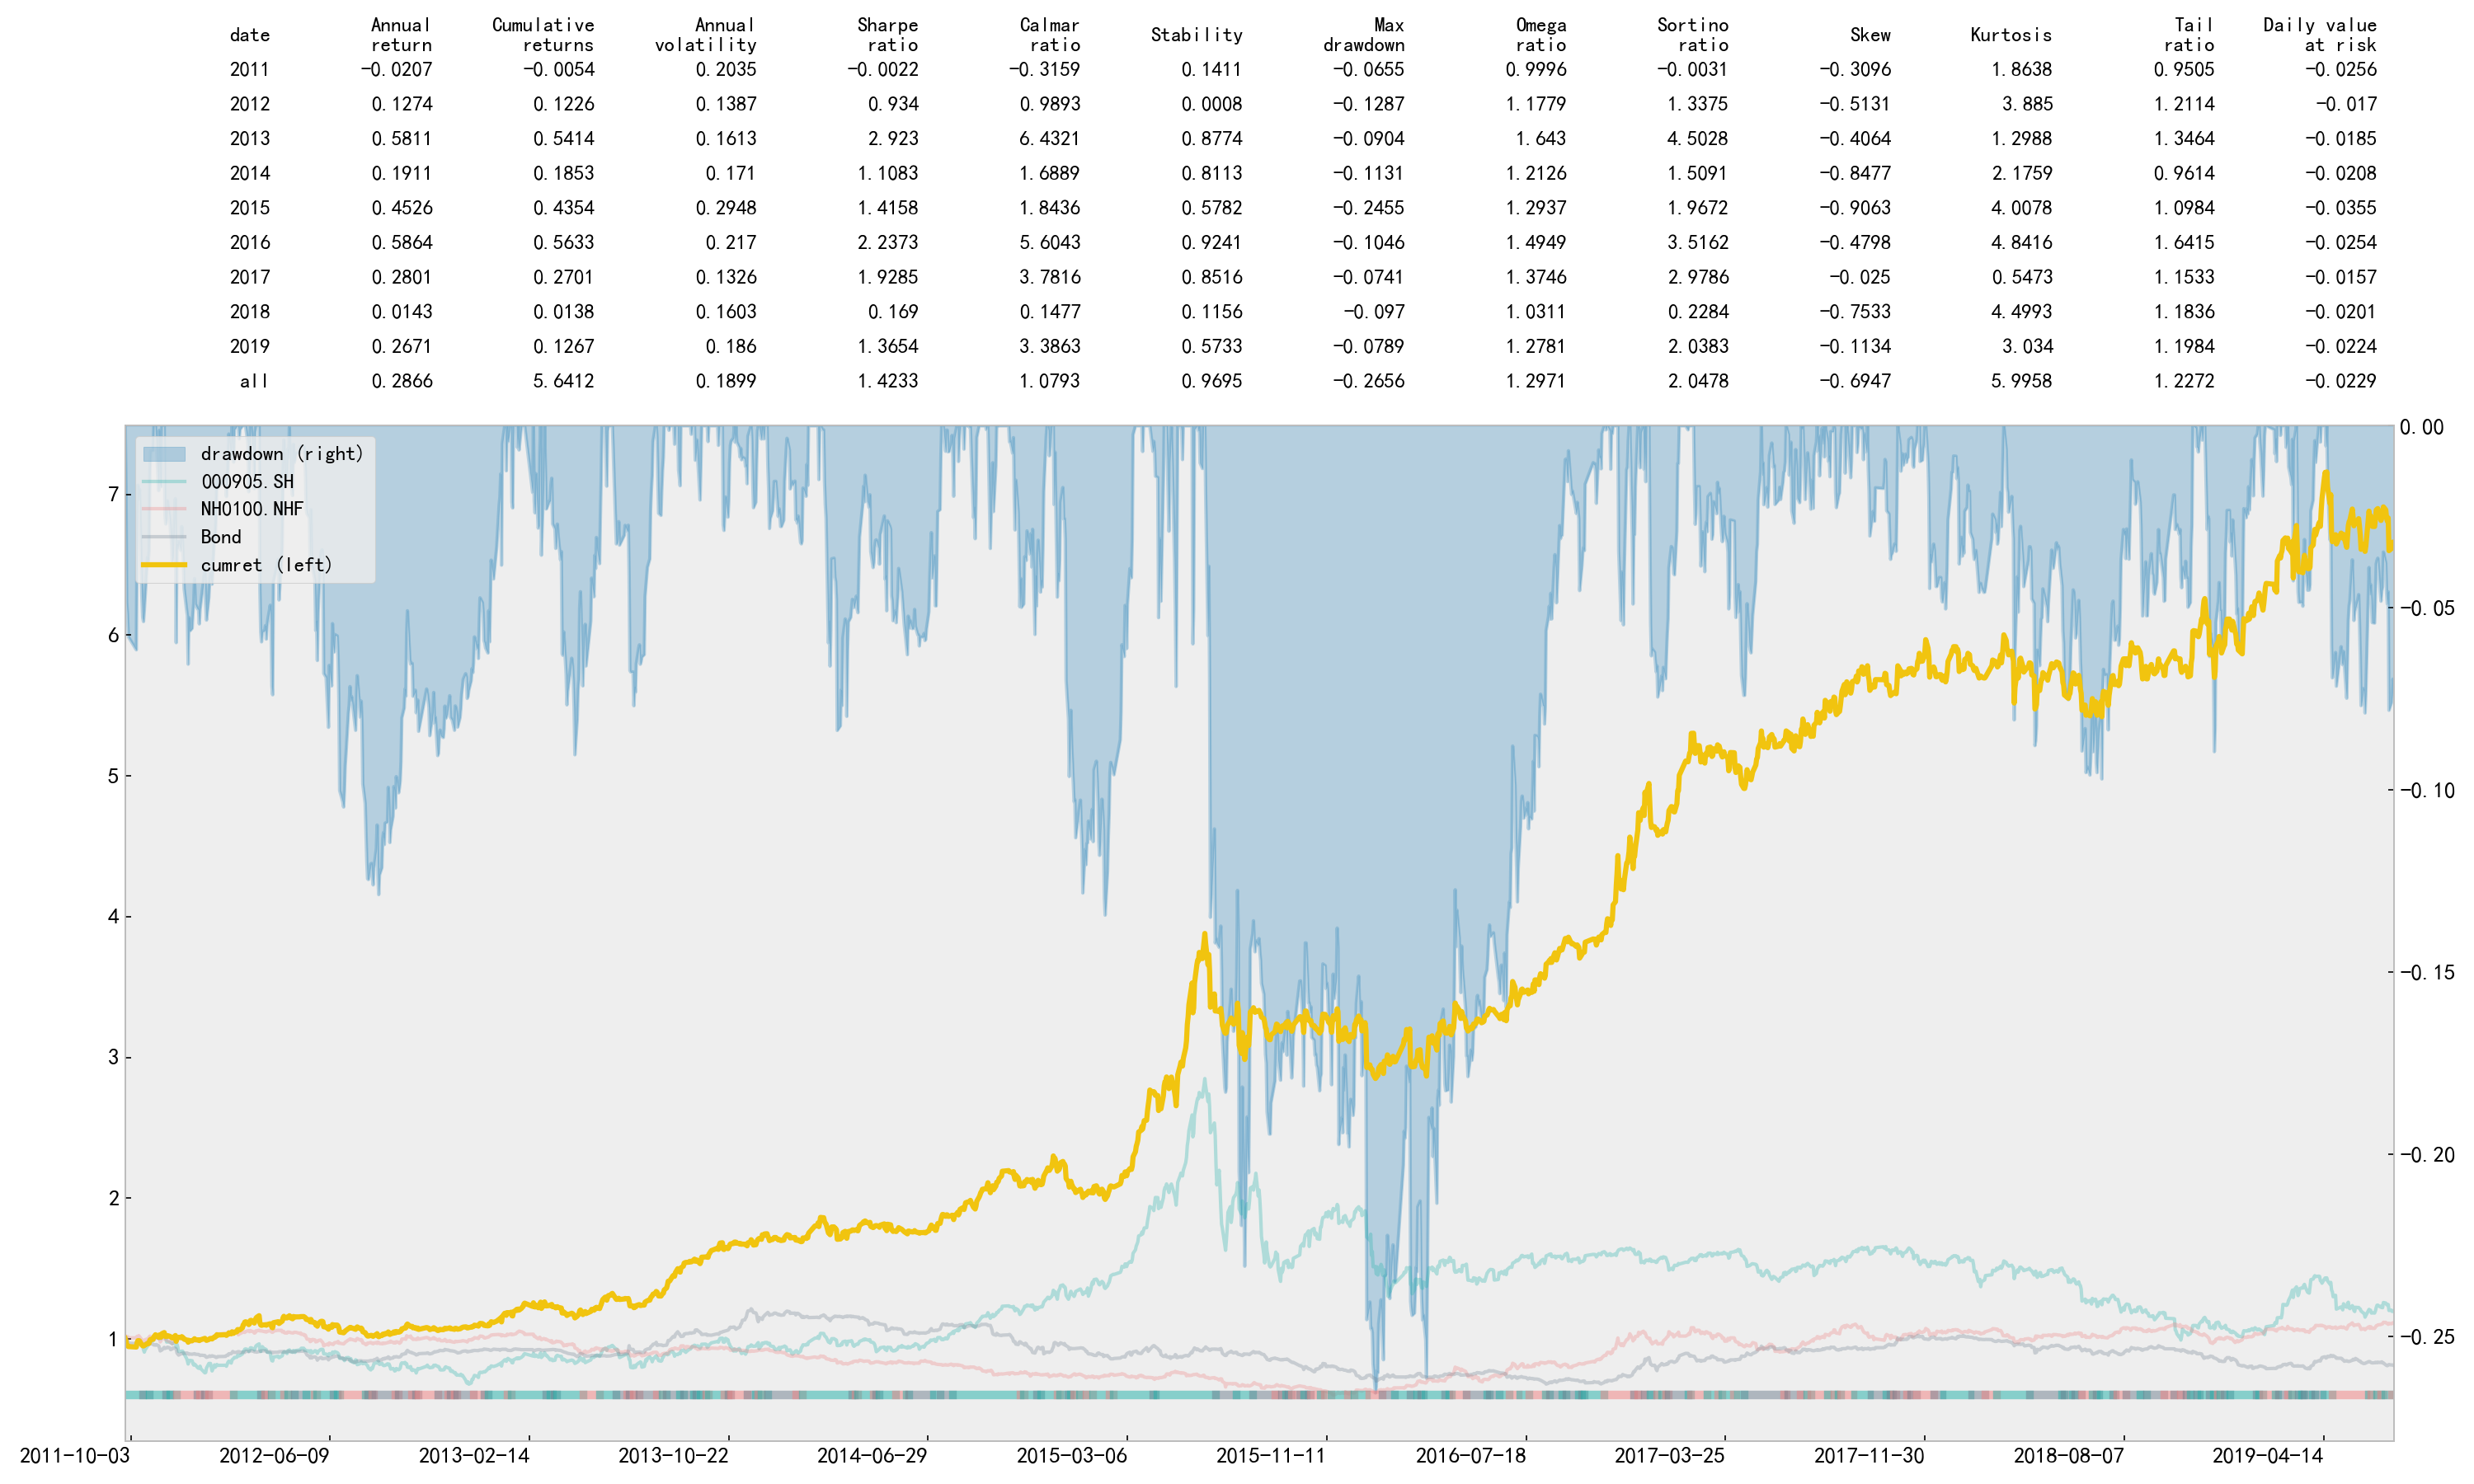 date Annual return Cumulative returns Annual volatility Sharpe ratio Calmar ratio Stability Max drawdown Omega ratio Sortino ratio Skew Kurtosis Tail ratio Daily value at risk
2011 -0.0207 -0.0054 0.2035 -0.0022 -0.3159 0.1411 -0.0655 0.9996 -0.0031 -0.3096 1.8638 0.9505 -0.0256
2012 0.1274 0.1226 0.1387 0.934 0.9893 0.0008 -0.1287 1.1779 1.3375 -0.5131 3.885 1.2114 -0.017
2013 0.5811 0.5414 0.1613 2.923 6.4321 0.8774 -0.0904 1.643 4.5028 -0.4064 1.2988 1.3464 -0.0185
2014 0.1911 0.1853 0.171 1.1083 1.6889 0.8113 -0.1131 1.2126 1.5091 -0.8477 2.1759 0.9614 -0.0208
2015 0.4526 0.4354 0.2948 1.4158 1.8436 0.5782 -0.2455 1.2937 1.9672 -0.9063 4.0078 1.0984 -0.0355
2016 0.5864 0.5633 0.217 2.2373 5.6043 0.9241 -0.1046 1.4949 3.5162 -0.4798 4.8416 1.6415 -0.0254
2017 0.2801 0.2701 0.1326 1.9285 3.7816 0.8516 -0.0741 1.3746 2.9786 -0.025 0.5473 1.1533 -0.0157
2018 0.0143 0.0138 0.1603 0.169 0.1477 0.1156 -0.097 1.0311 0.2284 -0.7533 4.4993 1.1836 -0.0201
2019 0.2671 0.1267 0.186 1.3654 3.3863 0.5733 -0.0789 1.2781 2.0383 -0.1134 3.034 1.1984 -0.0224
all 0.2866 5.6412 0.1899 1.4233 1.0793 0.9695 -0.2656 1.2971 2.0478 -0.6947 5.9958 1.2272 -0.0229
drawdown (right)
000905.SH
NH0100.NHF
Bond
cumret (left)
7
6
5
4
3
2
1
0.00
-0.05
-0.10
-0.15
-0.20
-0.25
2011-10-03 2012-06-09 2013-02-14 2013-10-22 2014-06-29 2015-03-06 2015-11-11 2016-07-18 2017-03-25 2017-11-30 2018-08-07 2019-04-14